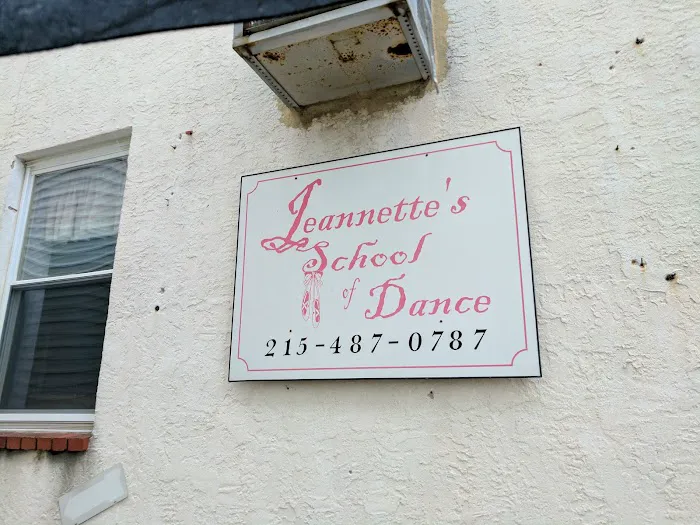 Jeannette's
School
of Dance
215-487-0787